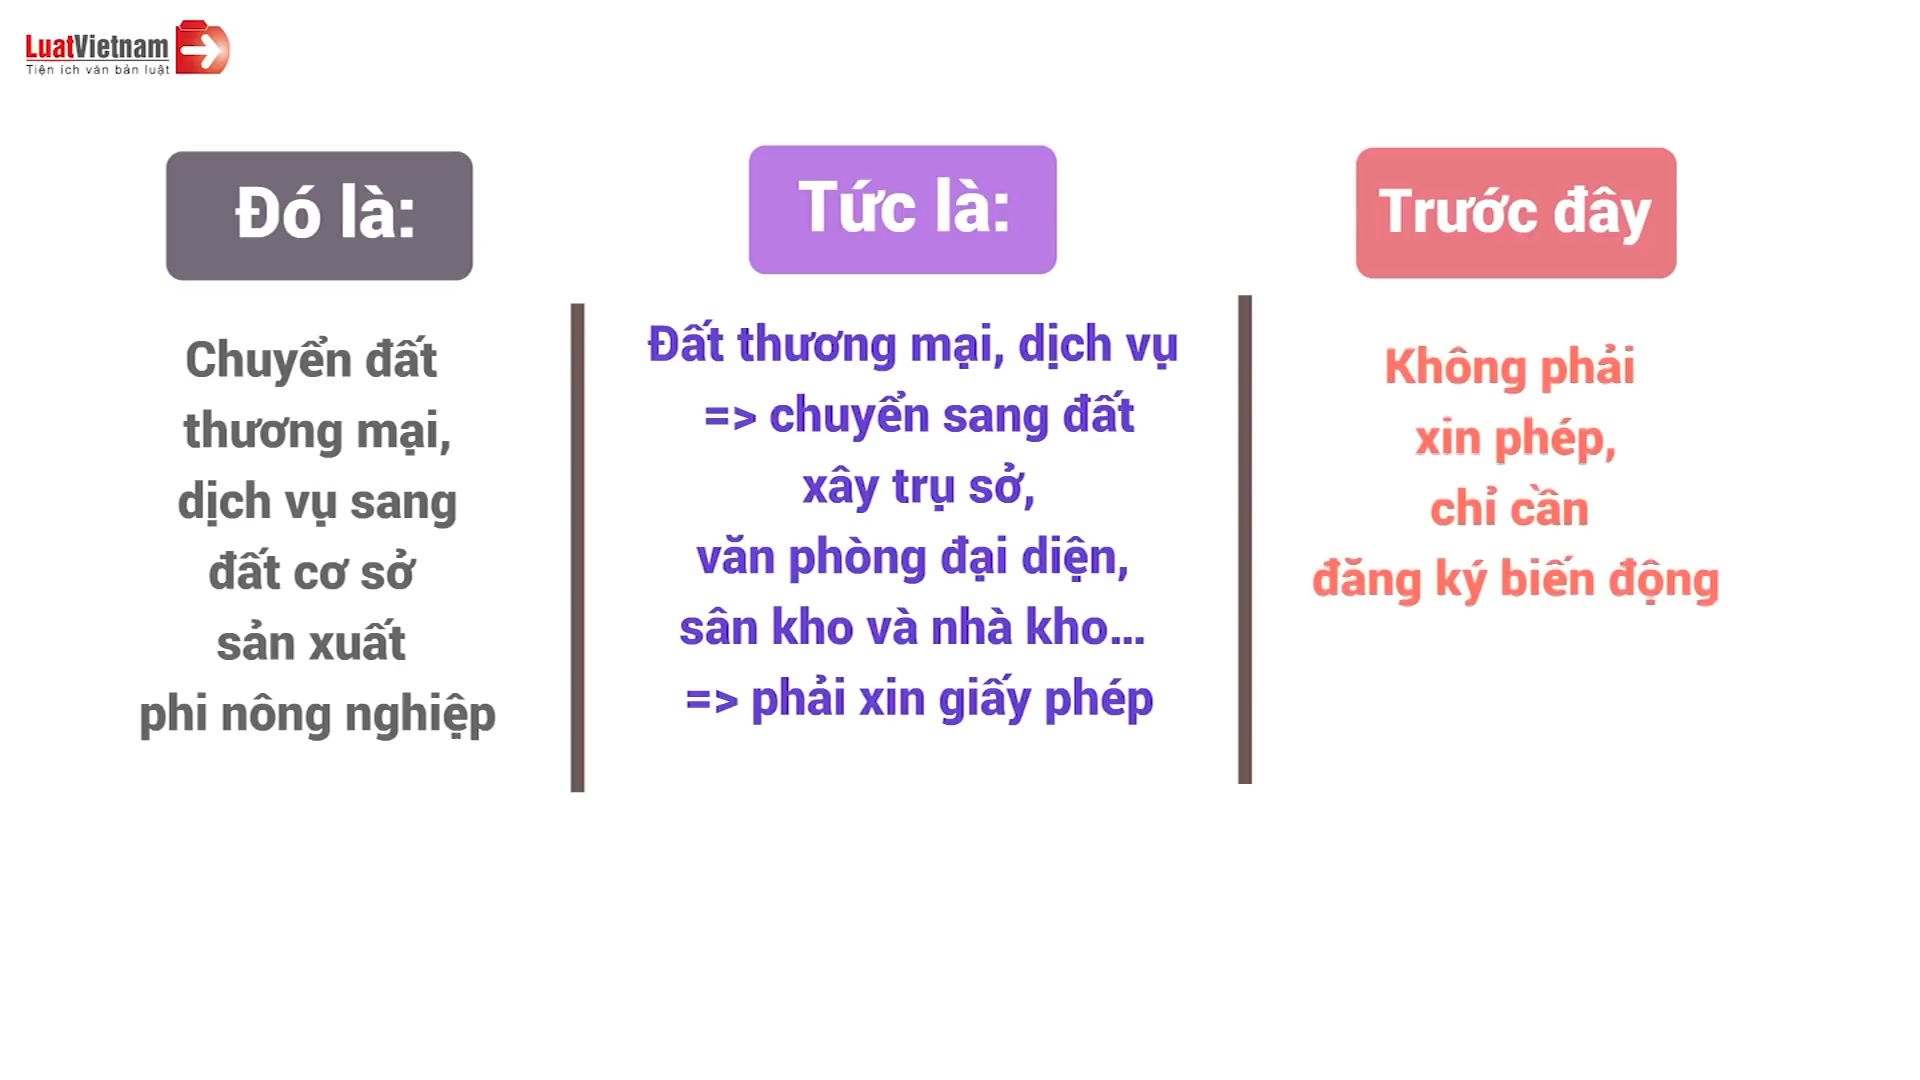 LuatVietnam
Tiện ích văn bản luật
Đó là:
Chuyển đất
thương mại,
dịch vụ sang
đất cơ sở
sản xuất
phi nông nghiệp
Tức là:
Đất thương mại, dịch vụ
=> chuyển sang đất
xây trụ sở,
văn phòng đại diện,
sân kho và nhà kho...
=> phải xin giấy phép
Trước đây
Không phải
xin phép,
chỉ cần
đăng ký biến động